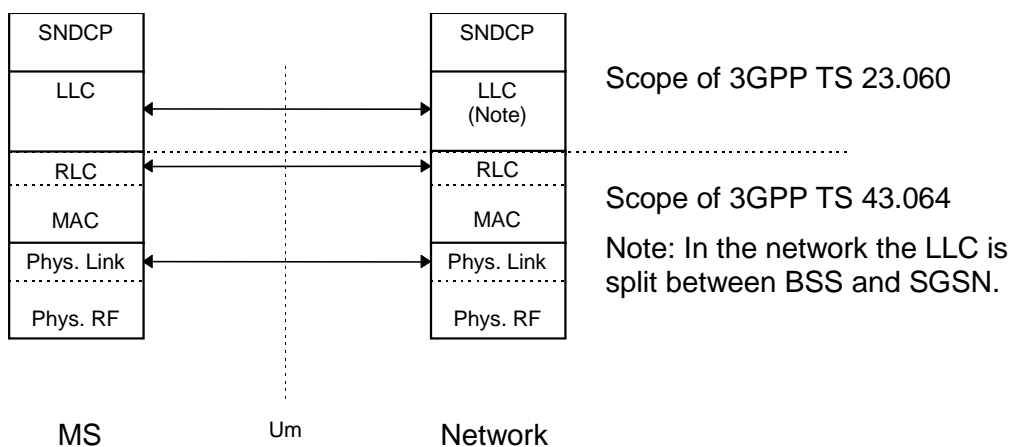 SNDCP
LLC
RLC
MAC
Phys. Link
Phys. RF
MS
Um
SNDCP
LLC
(Note)
RLC
MAC
Phys. Link
Phys. RF
Network
Scope of 3GPP TS 23.060
Scope of 3GPP TS 43.064
Note: In the network the LLC is
split between BSS and SGSN.